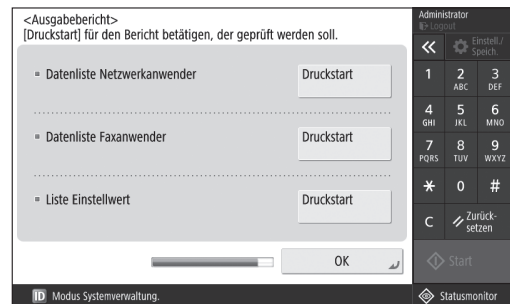 <Ausgabebericht>
[Druckstart] für den Bericht betätigen, der geprüft werden soll.
Datenliste Netzwerkanwender
Druckstart
Datenliste Faxanwender
Druckstart
Liste Einstellwert
Druckstart
OK
ID Modus Systemverwaltung.
Administrator
Logout
Einstell./
Speich.
1 2 3
ABC DEF
4 5 6
GHI JKL MNO
7 8 9
PQRS TUV WXYZ
* 0 #
C Zurück-
setzen
Start
Statusmonitor